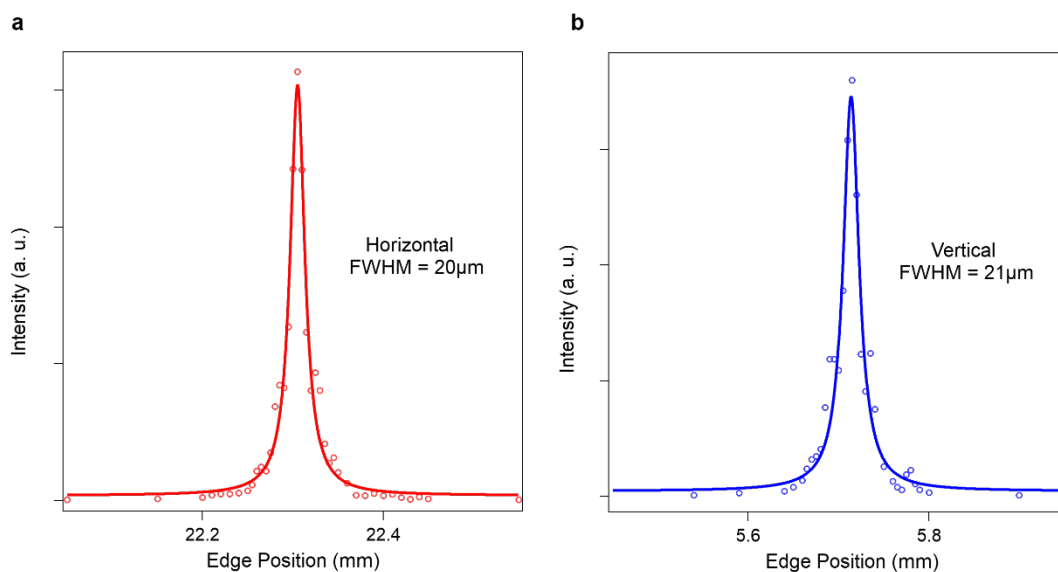 a
Intensity (a. u.)
Horizontal
FWHM = 20µm
22.2
22.4
Edge Position (mm)
b
Intensity (a. u.)
Vertical
FWHM = 21µm
5.6
5.8
Edge Position (mm)